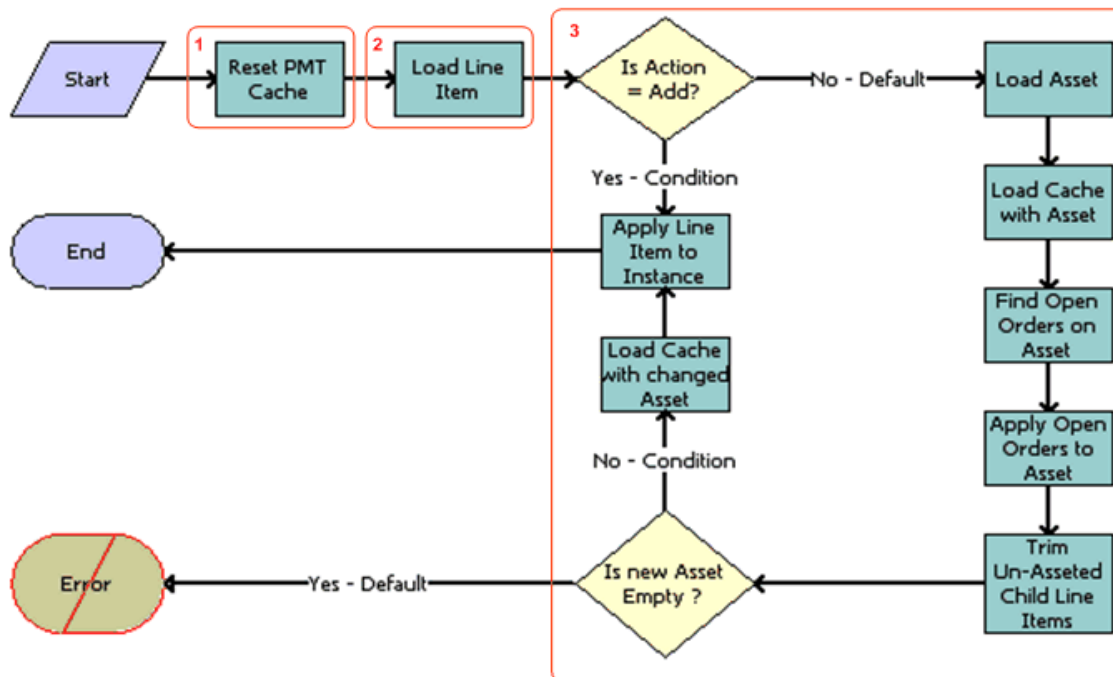 1
2
3
Start
Reset PMT
Cache
Load Line
Item
Is Action
= Add?
No - Default
Load Asset
Yes - Condition
Load Cache
with Asset
End
Apply Line
Item to
Instance
Find Open
Orders on
Asset
Load Cache
with changed
Asset
Apply Open
Orders to
Asset
No - Condition
Error
Yes - Default
Is new Asset
Empty ?
Trim
Un-Asseted
Child Line
Items